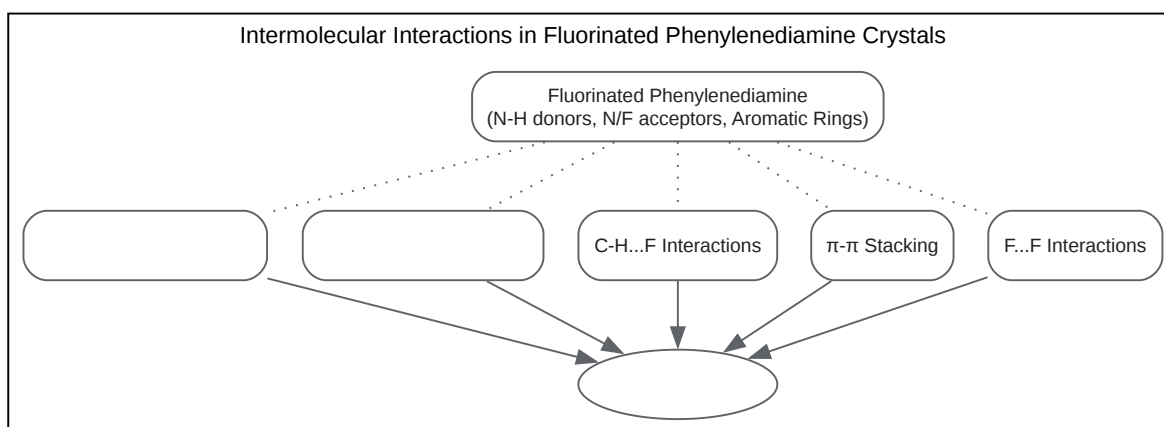 Intermolecular Interactions in Fluorinated Phenylenediamine Crystals
Fluorinated Phenylenediamine
(N-H donors, N/F acceptors, Aromatic Rings)
C-H...F Interactions
π-π Stacking
F...F Interactions